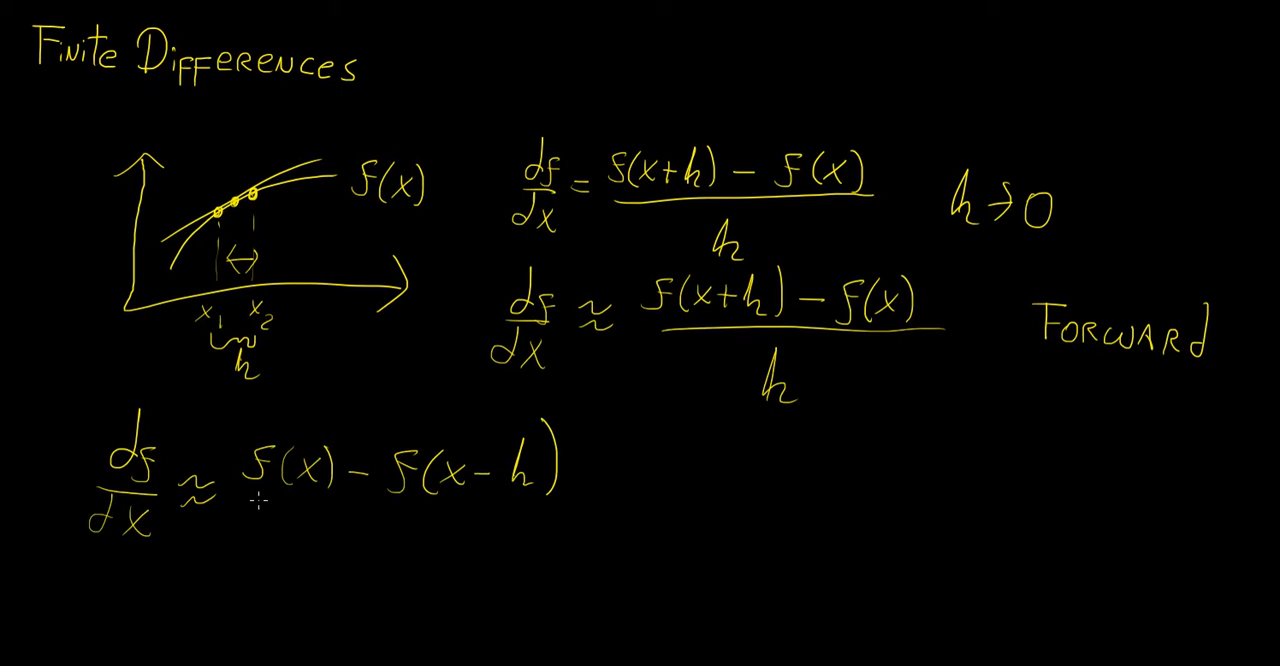 FINITE DIFFERENCES
f(x)
x₁ x₂
h
df/dx = (f(x+h) - f(x))/h h→0
df/dx ≈ (f(x+h) - f(x))/h FORWARD
df/dx ≈ f(x) - f(x-h)